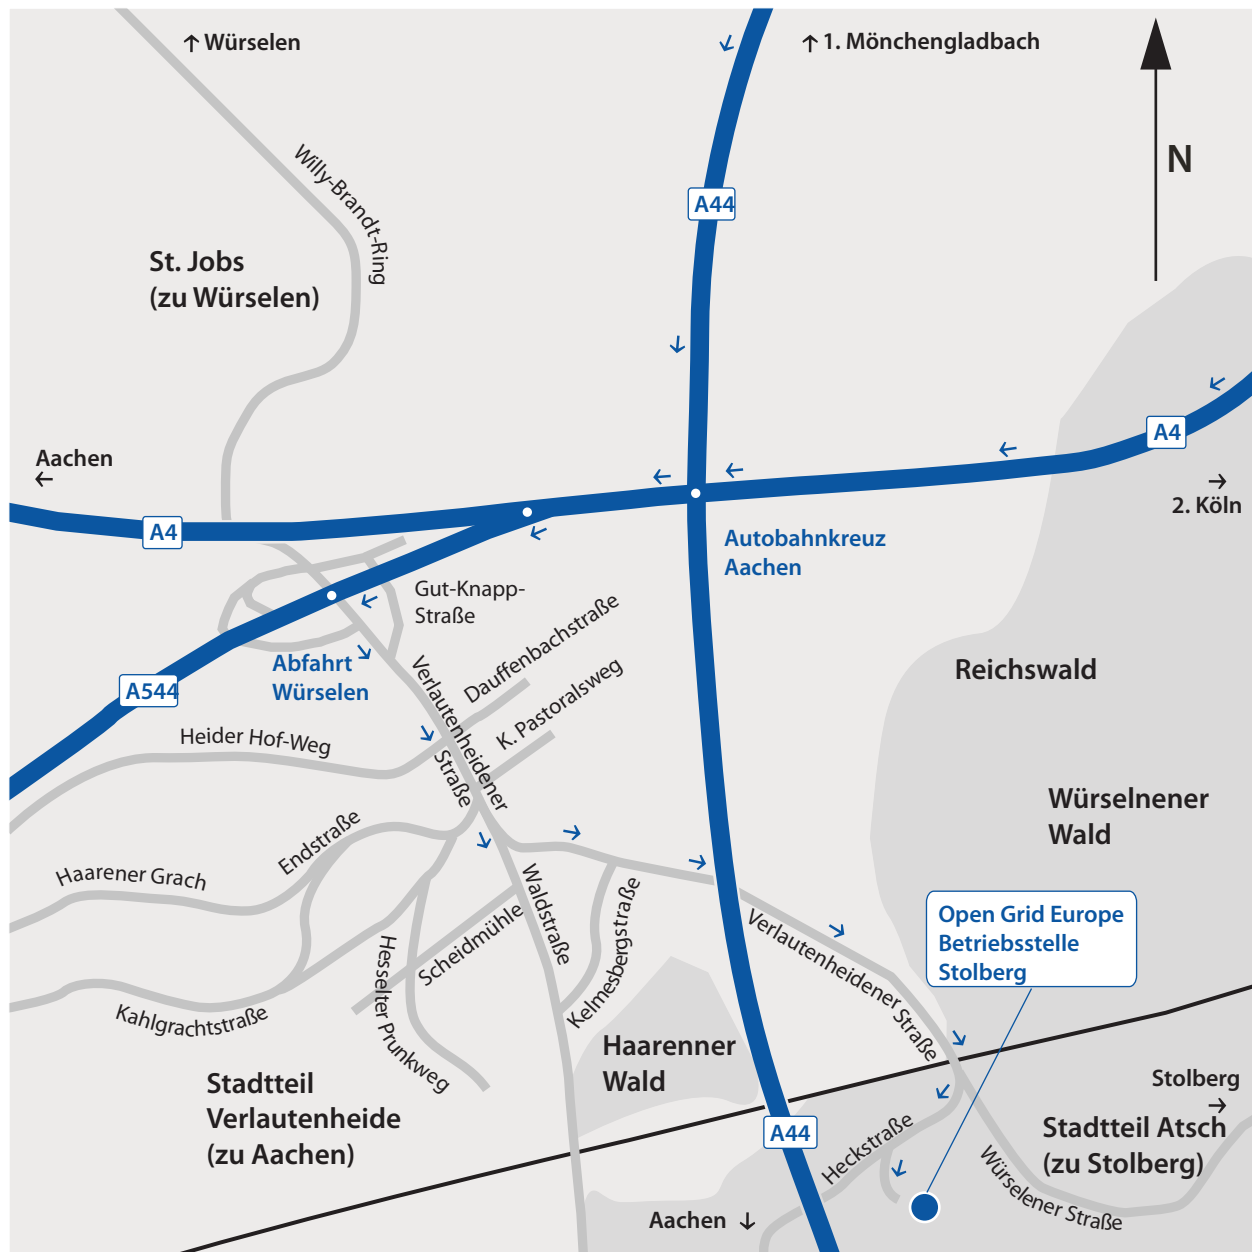 ↑ Würselen
↑ 1. Mönchengladbach
N
Willy-Brandt-Ring
A44
St. Jobs
(zu Würselen)
A4
Aachen
←
→
2. Köln
A4
Autobahnkreuz
Aachen
Gut-Knapp-
Straße
Dauffenbachstraße
Abfahrt
Würselen
A544
Verlautenheidener
Straße
K. Pastoralsweg
Reichswald
Heider Hof-Weg
Würselnener
Wald
Endstraße
Haarener Grach
Waldstraße
Scheidmühle
Kelmesbergstraße
Hesselter Prunkweg
Kahlgrachtstraße
Verlautenheidener Straße
Open Grid Europe
Betriebsstelle
Stolberg
Haarenner
Wald
Stadtteil
Verlautenheide
(zu Aachen)
Stolberg
→
A44
Heckstraße
Stadtteil Atsch
(zu Stolberg)
Würselener Straße
Aachen ↓